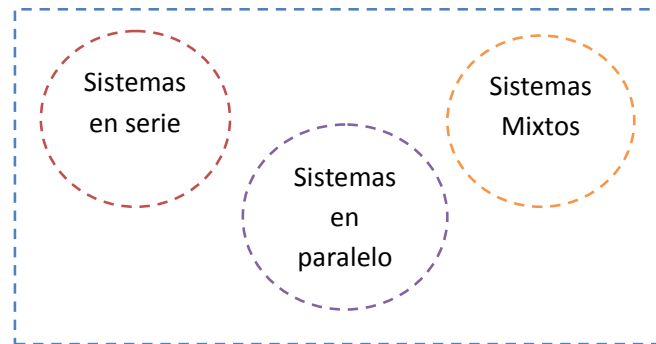 Sistemas
en serie
Sistemas
en
paralelo
Sistemas
Mixtos